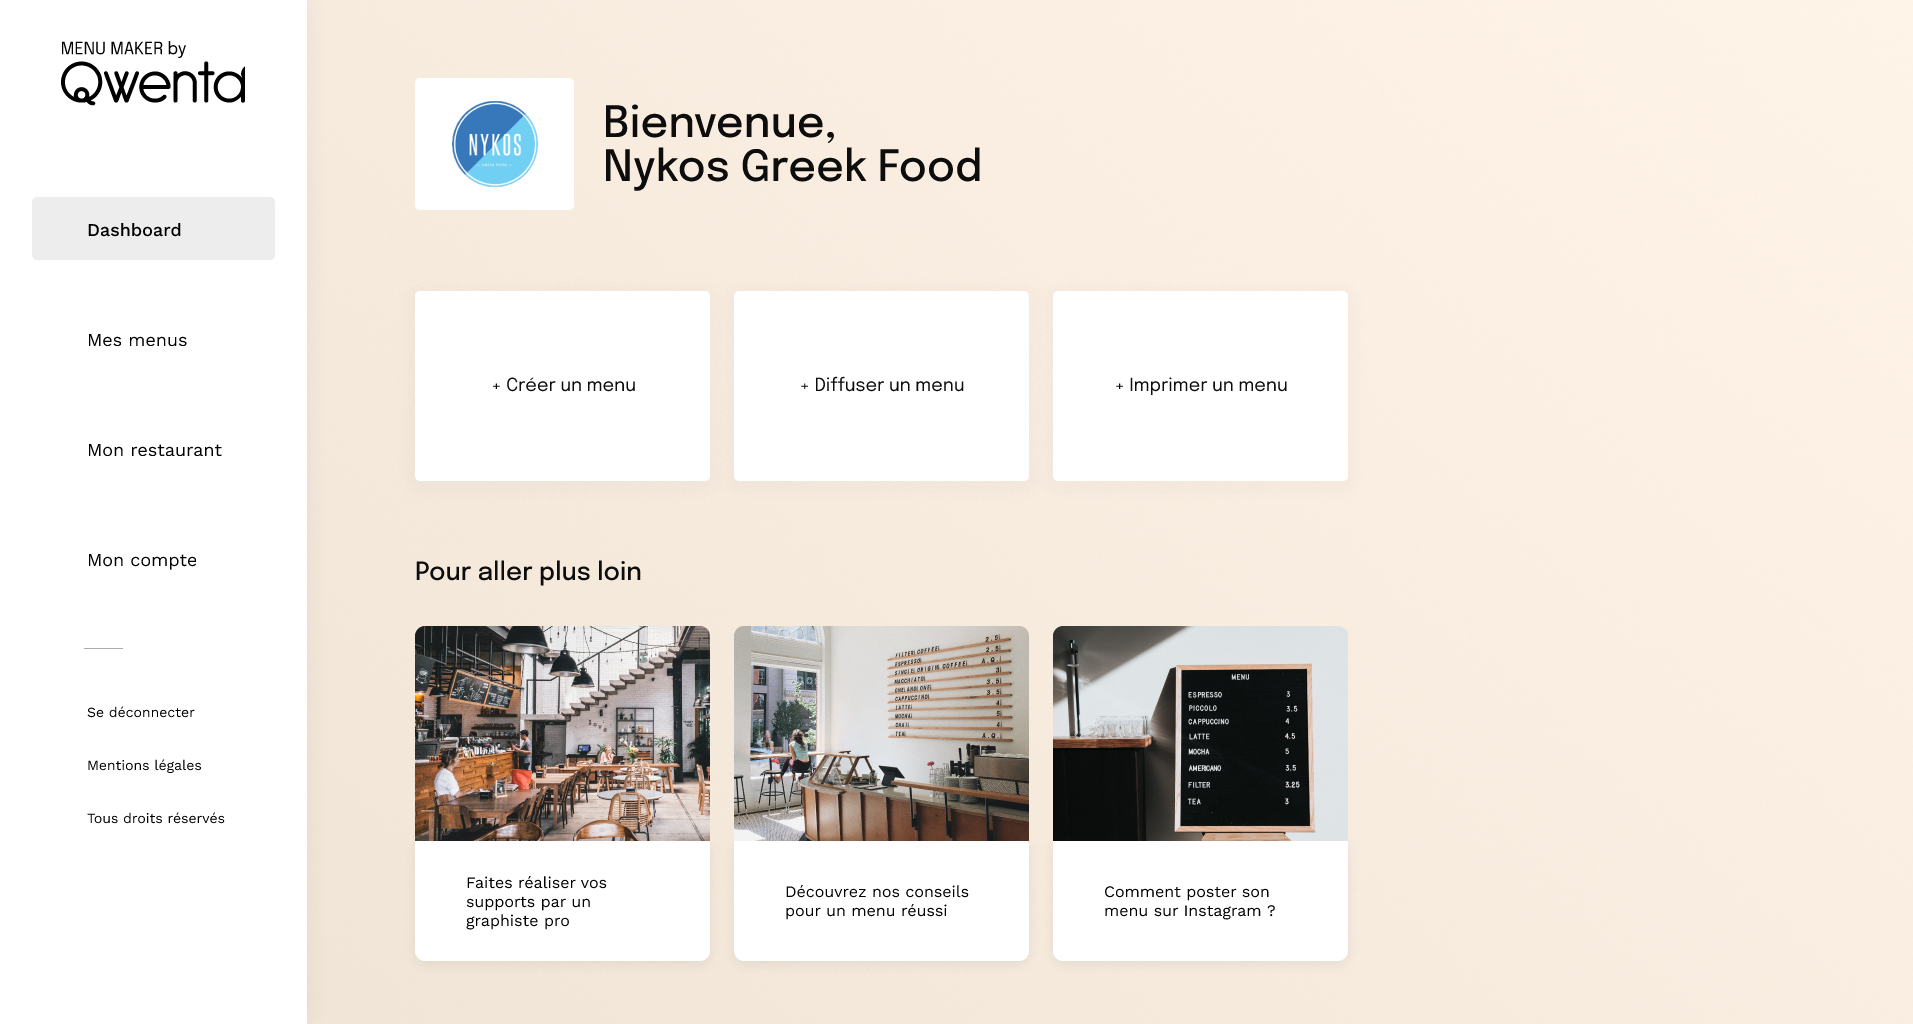 MENU MAKER by
Qwenta
Dashboard
Mes menus
Mon restaurant
Mon compte
Se déconnecter
Mentions légales
Tous droits réservés
NYKOS
Bienvenue,
Nykos Greek Food
+ Créer un menu
+ Diffuser un menu
+ Imprimer un menu
Pour aller plus loin
FILTER COFFEE 2.5
ESPRESSO 2.5
SINGLE ORIGIN COFFEE A.Q.
MACCHIATO 3
3.5
CAPPUCCINO 3.5
LATTE 4
MOCHA 5
CHAI 4
TEA A.Q.
MENU
ESPRESSO 3
PICCOLO 3.5
CAPPUCCINO 4
LATTE 4.5
MOCHA 5
AMERICANO 3.5
FILTER 3.25
TEA 3
Faites réaliser vos
supports par un
graphiste pro
Découvrez nos conseils
pour un menu réussi
Comment poster son
menu sur Instagram ?